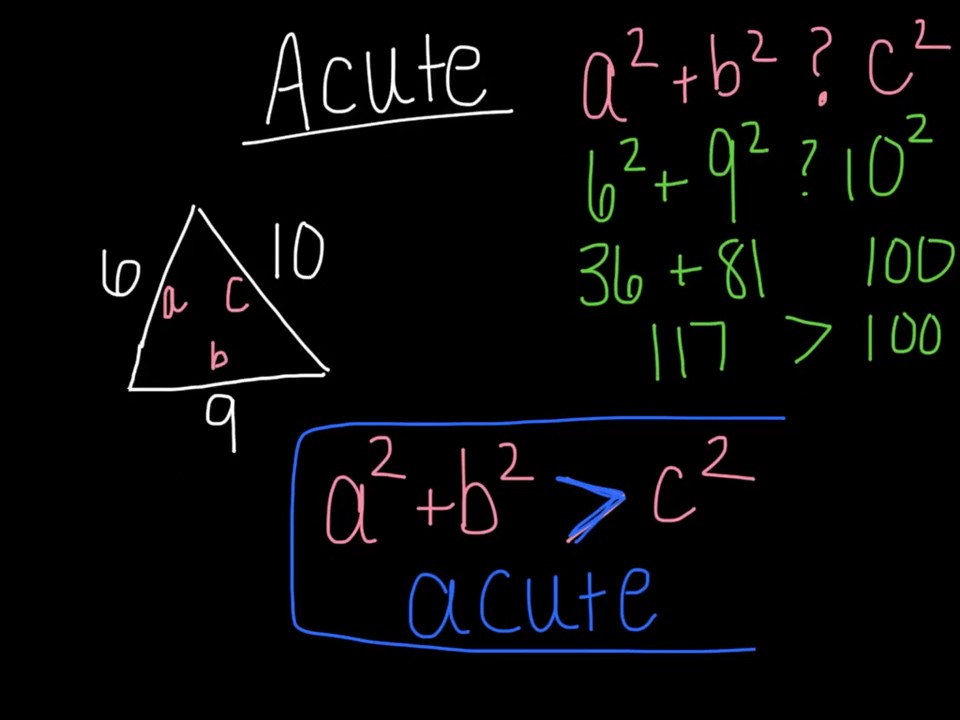 Acute
a² + b² ? c²
6² + 9² ? 10²
36 + 81 100
117 > 100
6 10
a c
b
9
a² + b² > c²
acute